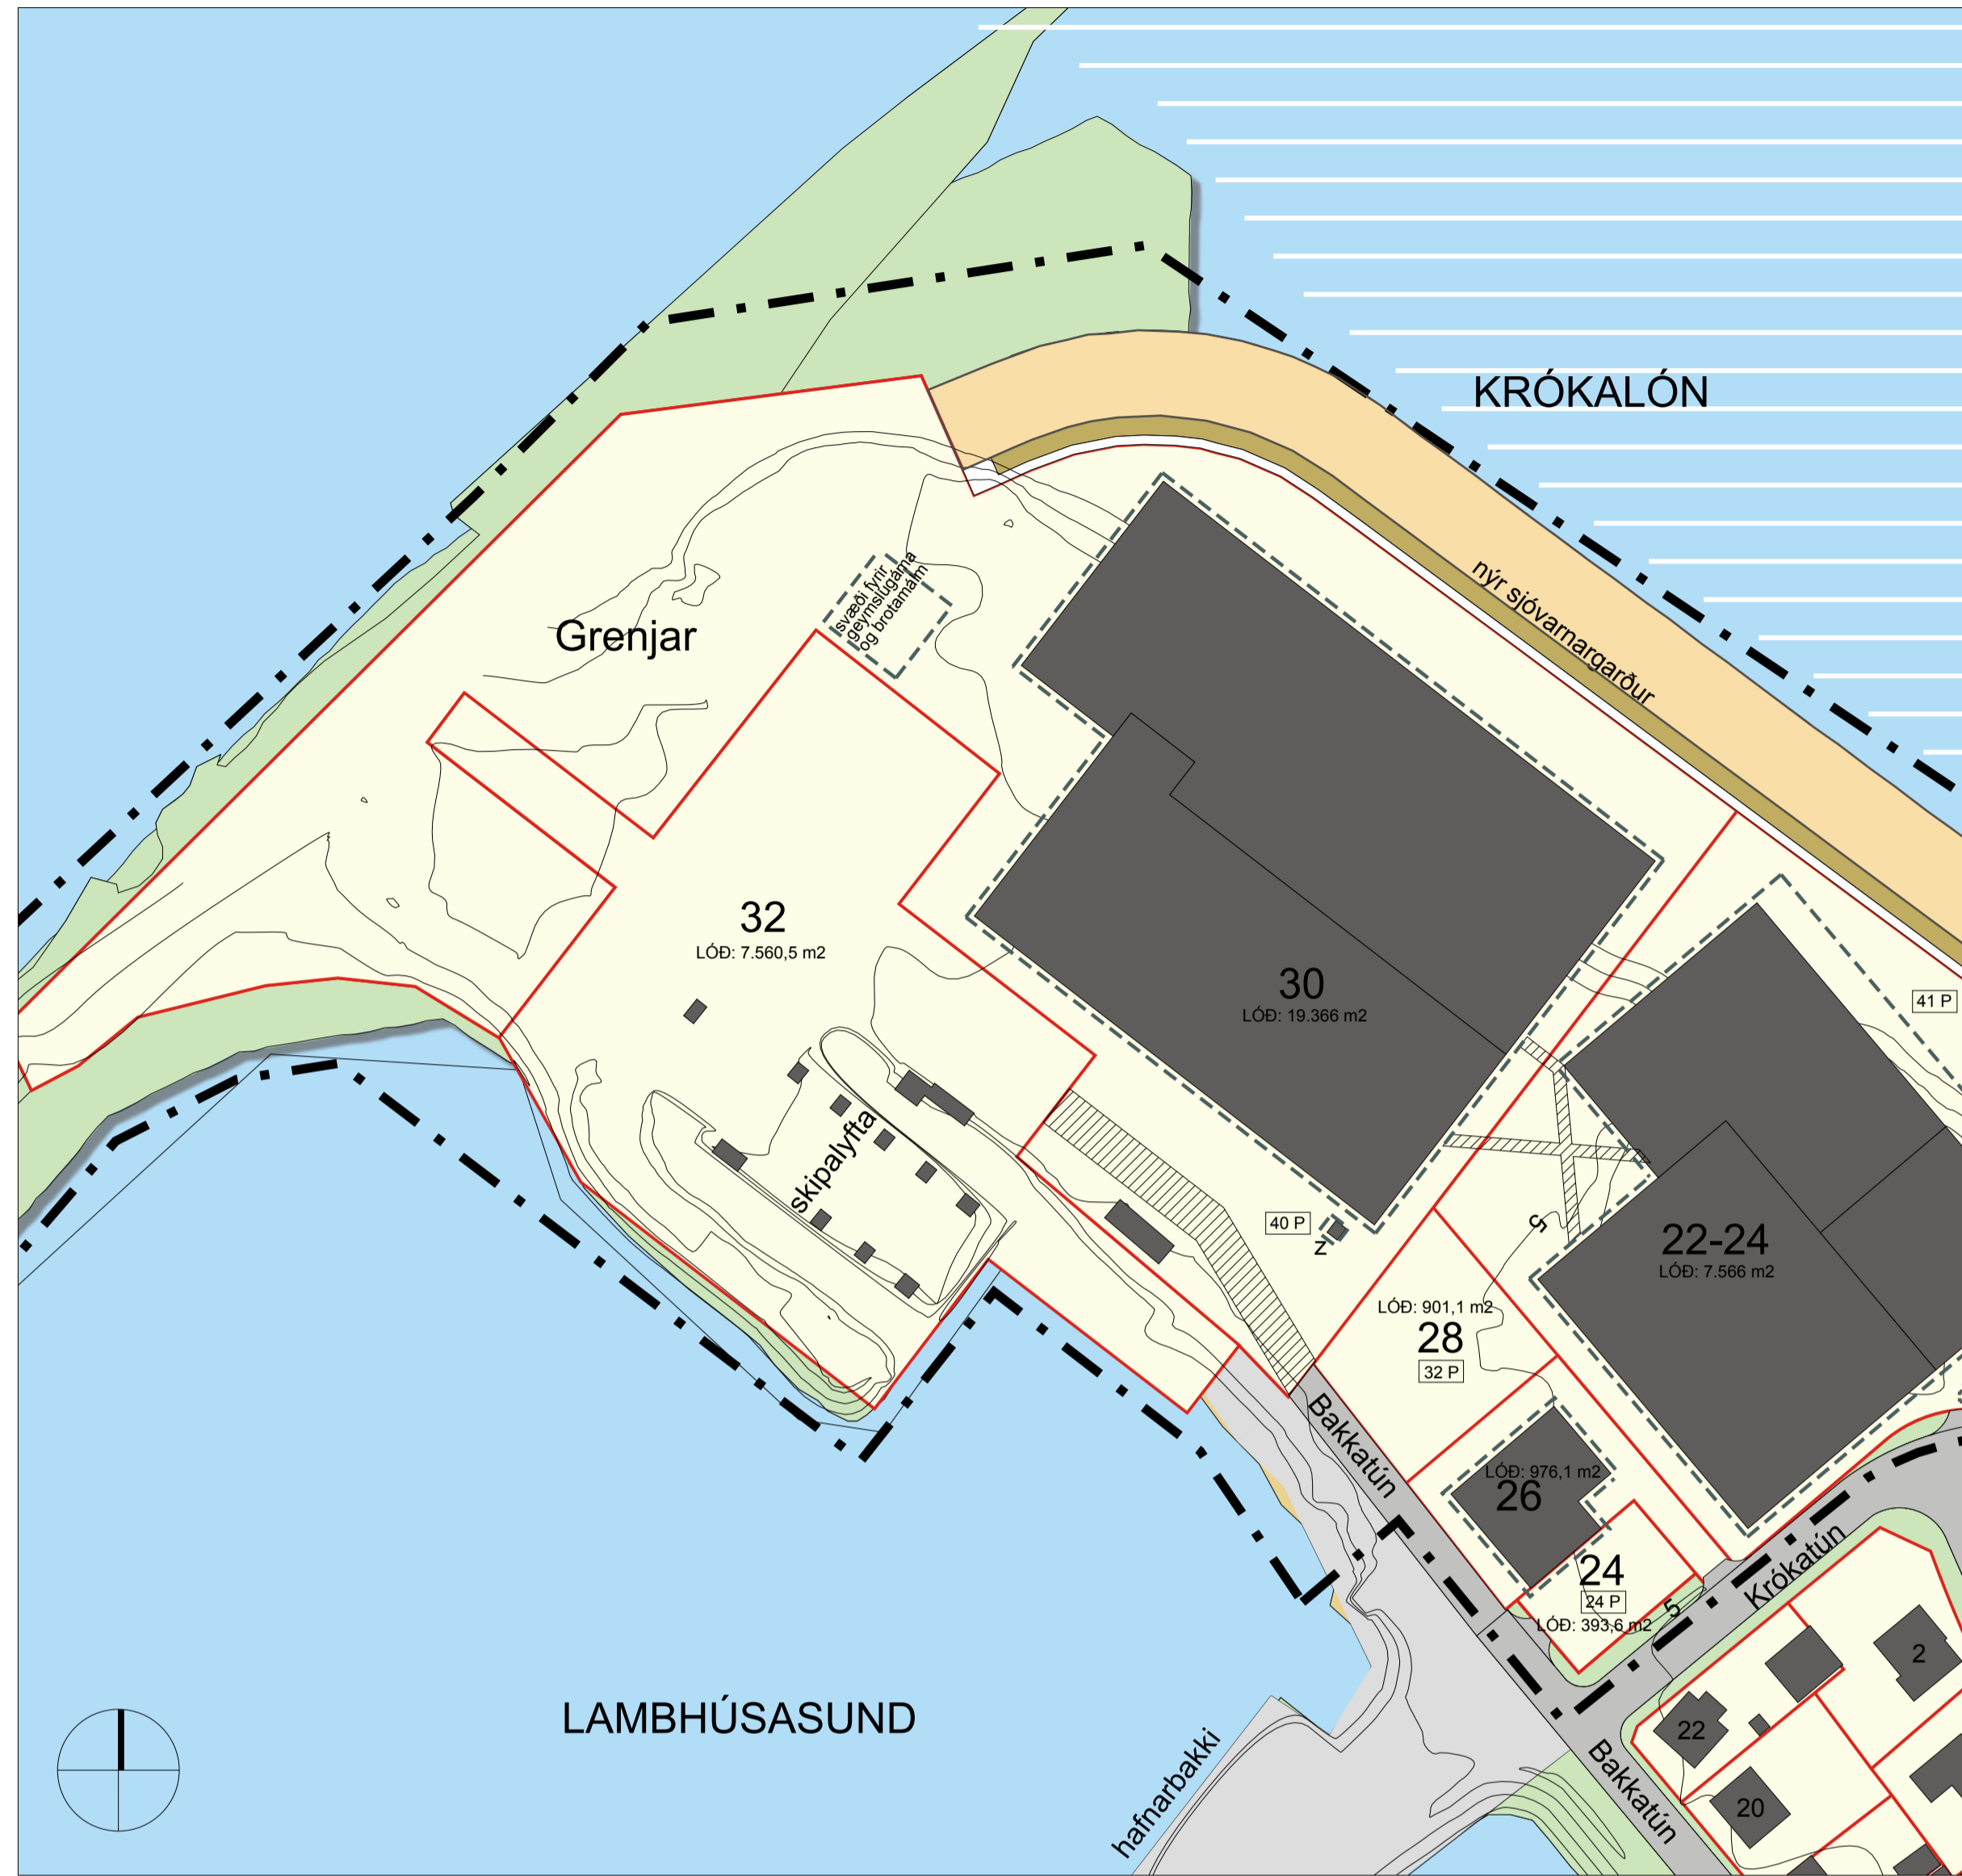 KRÓKALÓN
svæði fyrir
geymslugáma
og brotamálm
nýr sjóvarnargarður
Grenjar
32
LÓÐ: 7.560,5 m2
30
LÓÐ: 19.366 m2
41 P
skipalyfta
40 P
z
5
22-24
LÓÐ: 7.566 m2
LÓÐ: 901,1 m2
28
32 P
Bakkatún
LÓÐ: 976,1 m2
26
24
24 P
LÓÐ: 393,6 m2
5
Krókatún
2
22
20
LAMBHÚSASUND
hafnarbakki
Bakkatún